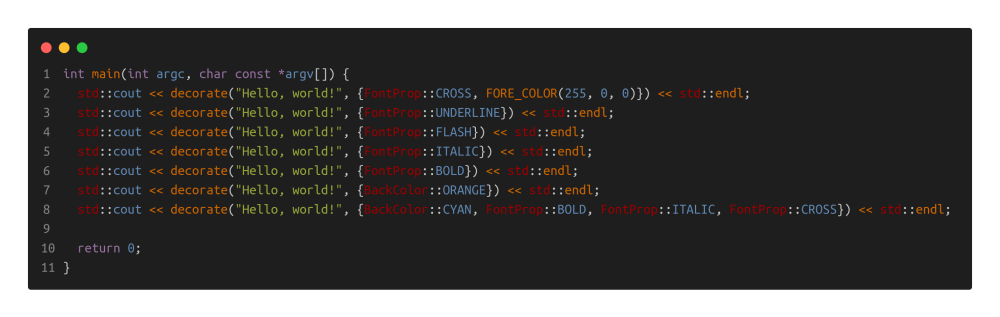 1 int main(int argc, char const *argv[]) {
2   std::cout << decorate("Hello, world!", {FontProp::CROSS, FORE_COLOR(255, 0, 0)}) << std::endl;
3   std::cout << decorate("Hello, world!", {FontProp::UNDERLINE}) << std::endl;
4   std::cout << decorate("Hello, world!", {FontProp::FLASH}) << std::endl;
5   std::cout << decorate("Hello, world!", {FontProp::ITALIC}) << std::endl;
6   std::cout << decorate("Hello, world!", {FontProp::BOLD}) << std::endl;
7   std::cout << decorate("Hello, world!", {BackColor::ORANGE}) << std::endl;
8   std::cout << decorate("Hello, world!", {BackColor::CYAN, FontProp::BOLD, FontProp::ITALIC, FontProp::CROSS}) << std::endl;
9
10   return 0;
11 }